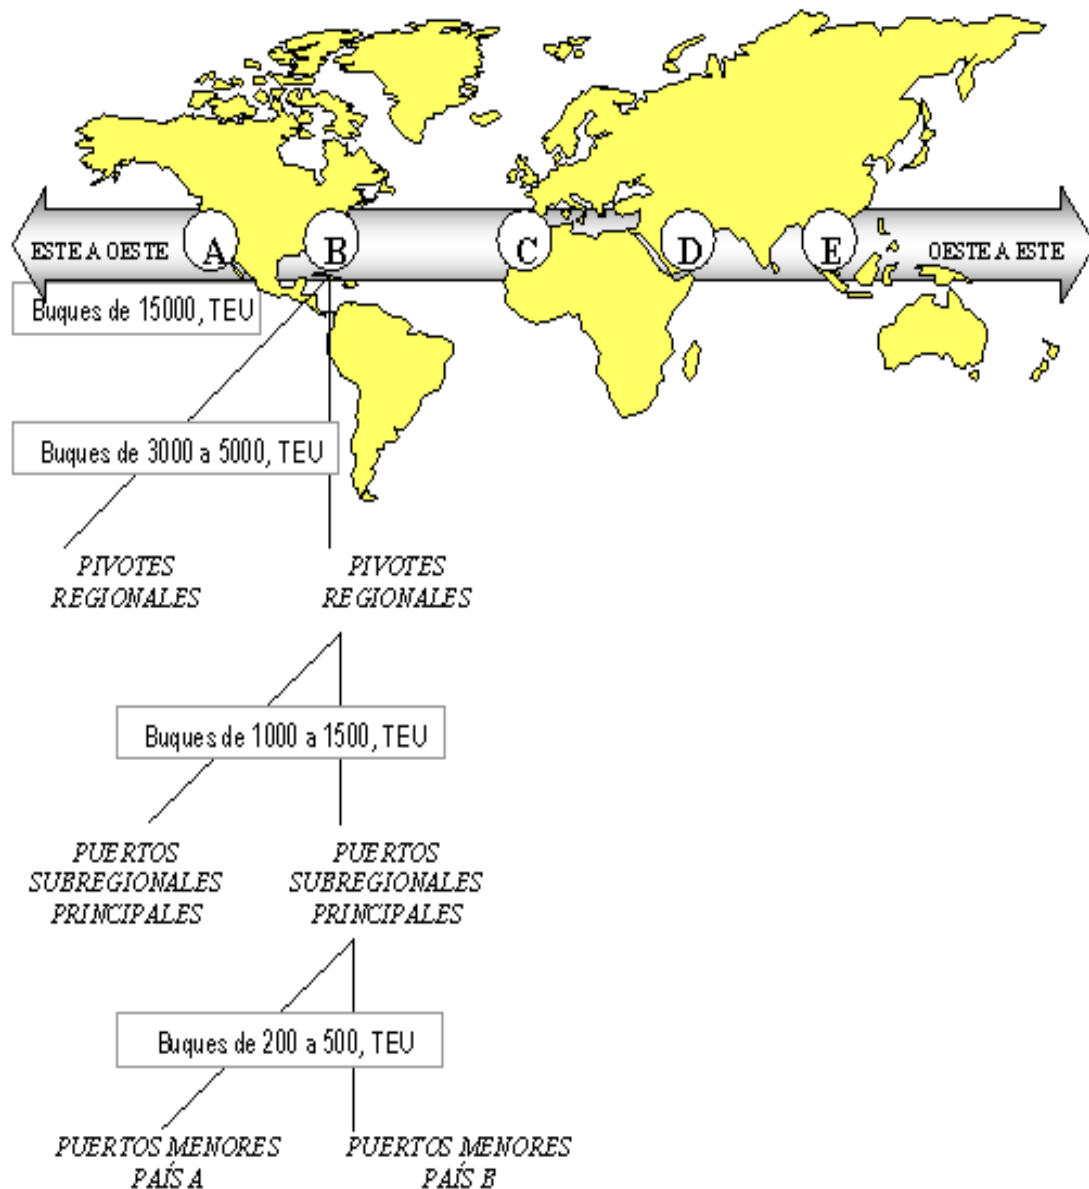 A
B
C
D
E
ESTE A OESTE
OESTE A ESTE
Buques de 15000, TEU
Buques de 3000 a 5000, TEU
PIVOTES
REGIONALES
PIVOTES
REGIONALES
Buques de 1000 a 1500, TEU
PUERTOS
SUBREGIONALES
PRINCIPALES
PUERTOS
SUBREGIONALES
PRINCIPALES
Buques de 200 a 500, TEU
PUERTOS MENORES
PAÍS A
PUERTOS MENORES
PAÍS B